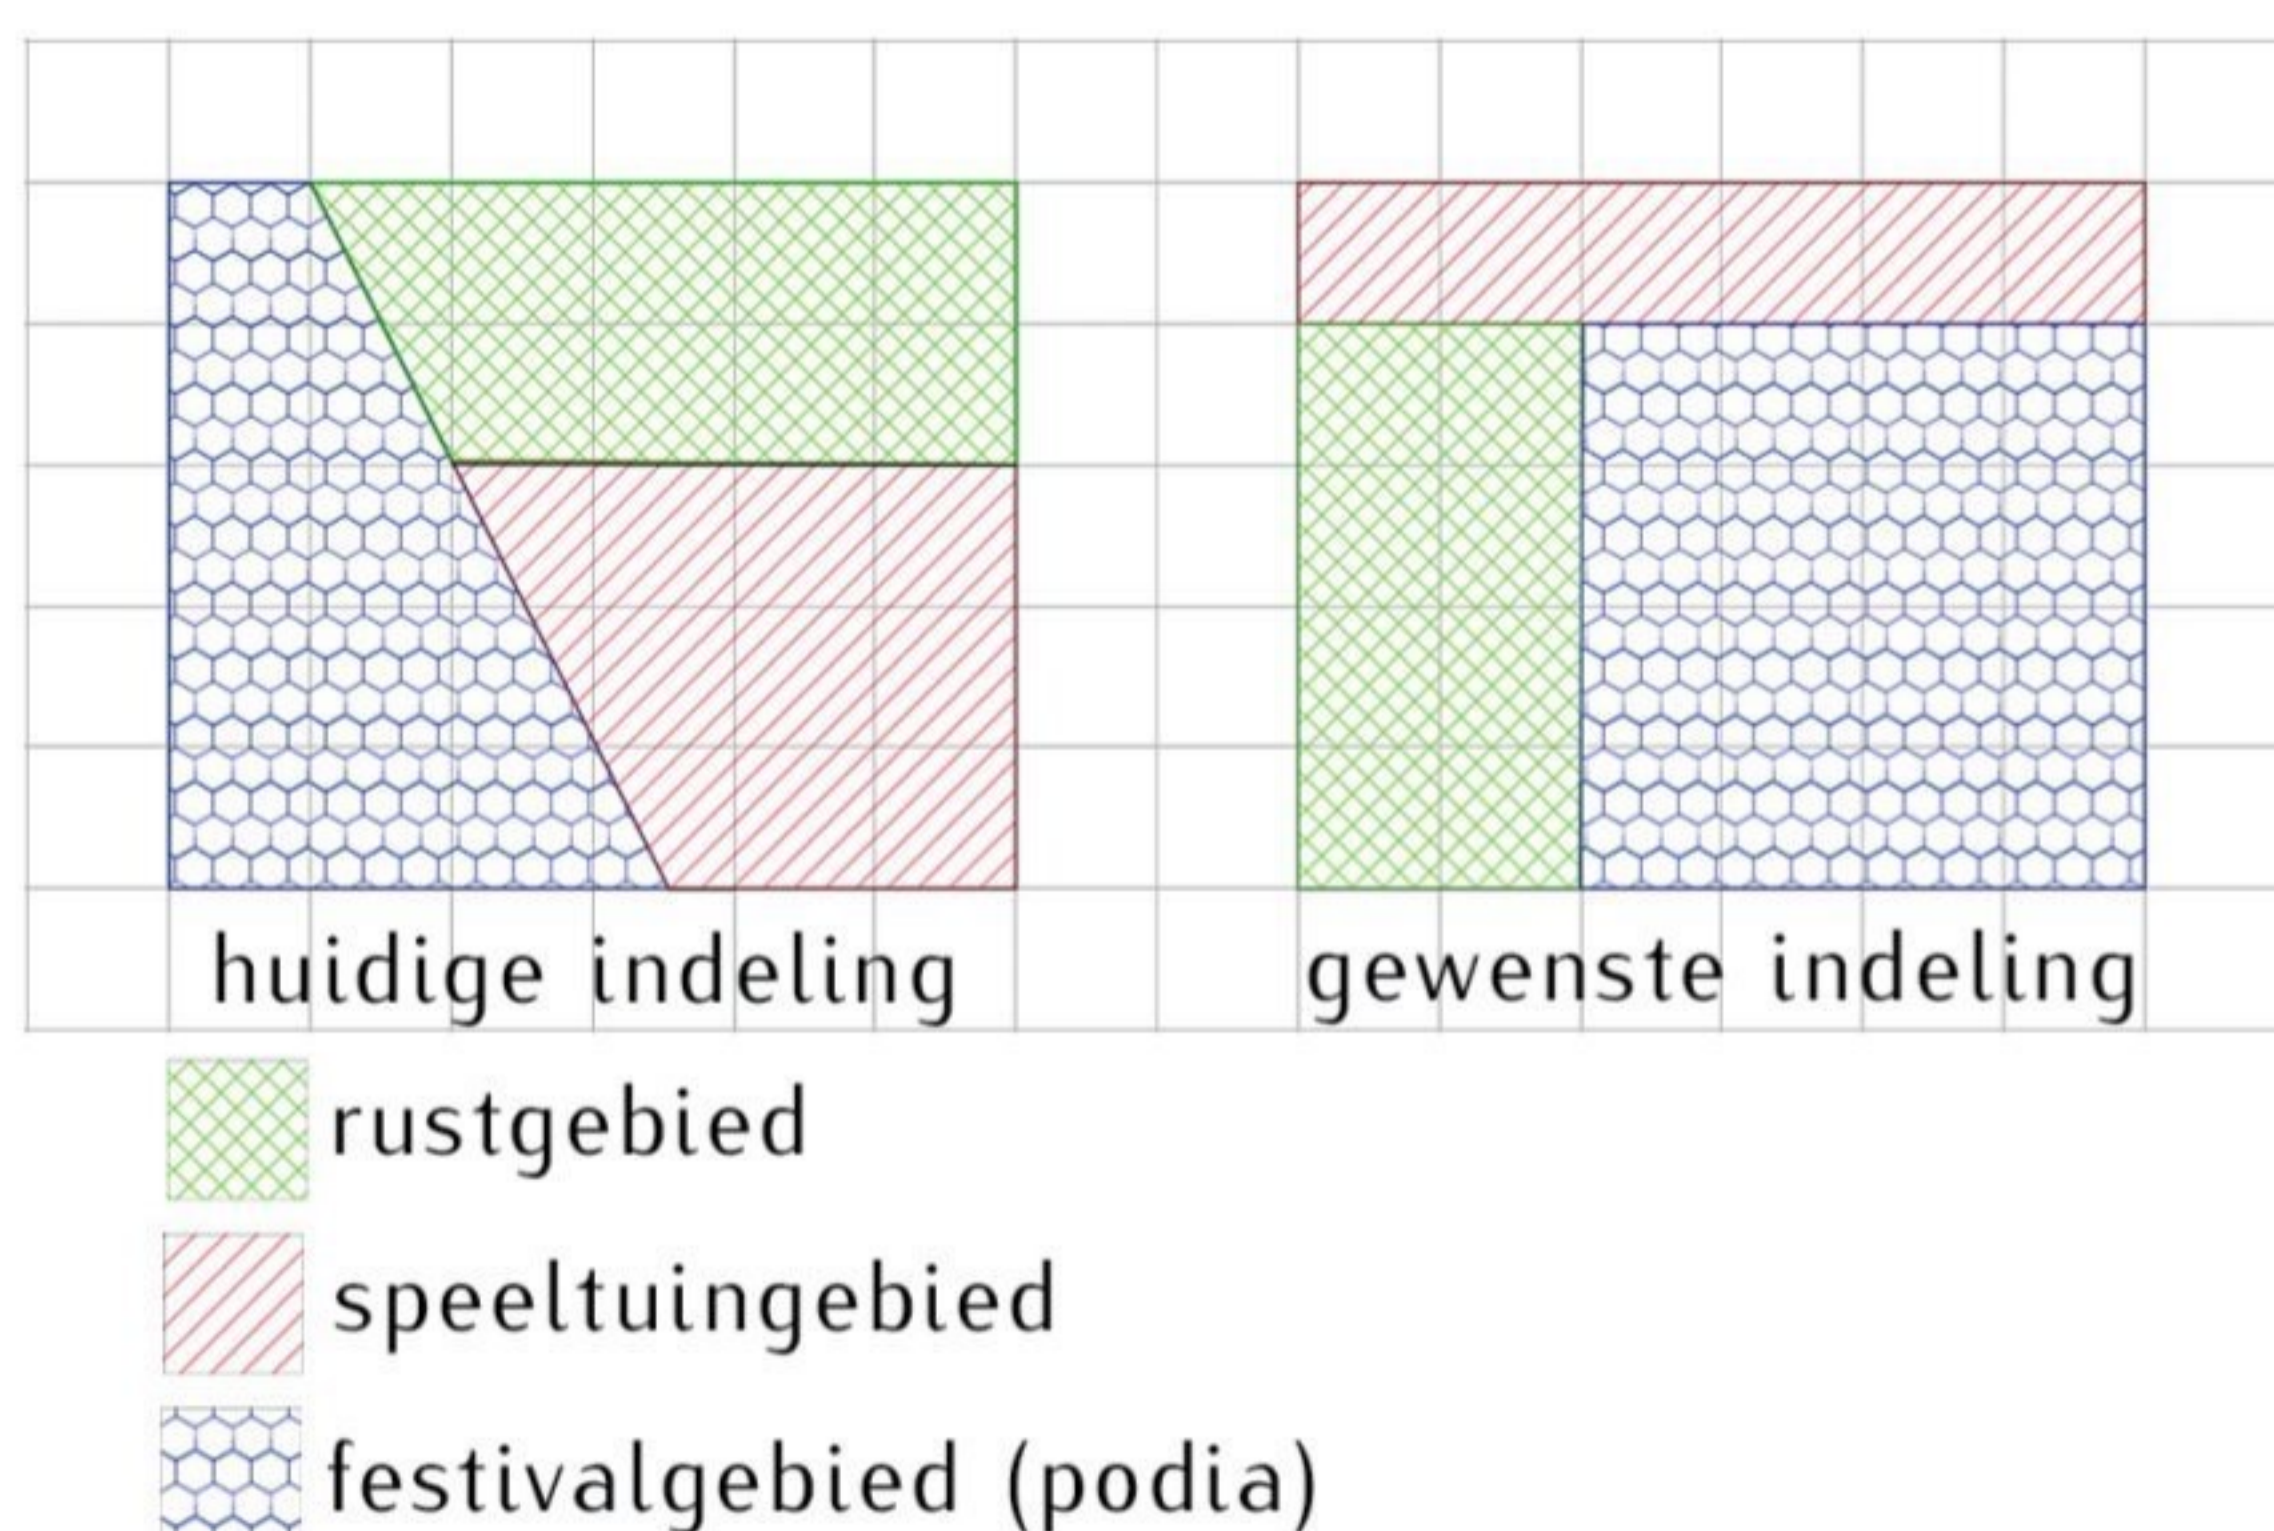 huidige indeling
gewenste indeling
rustgebied
speeltuingebied
festivalgebied (podia)